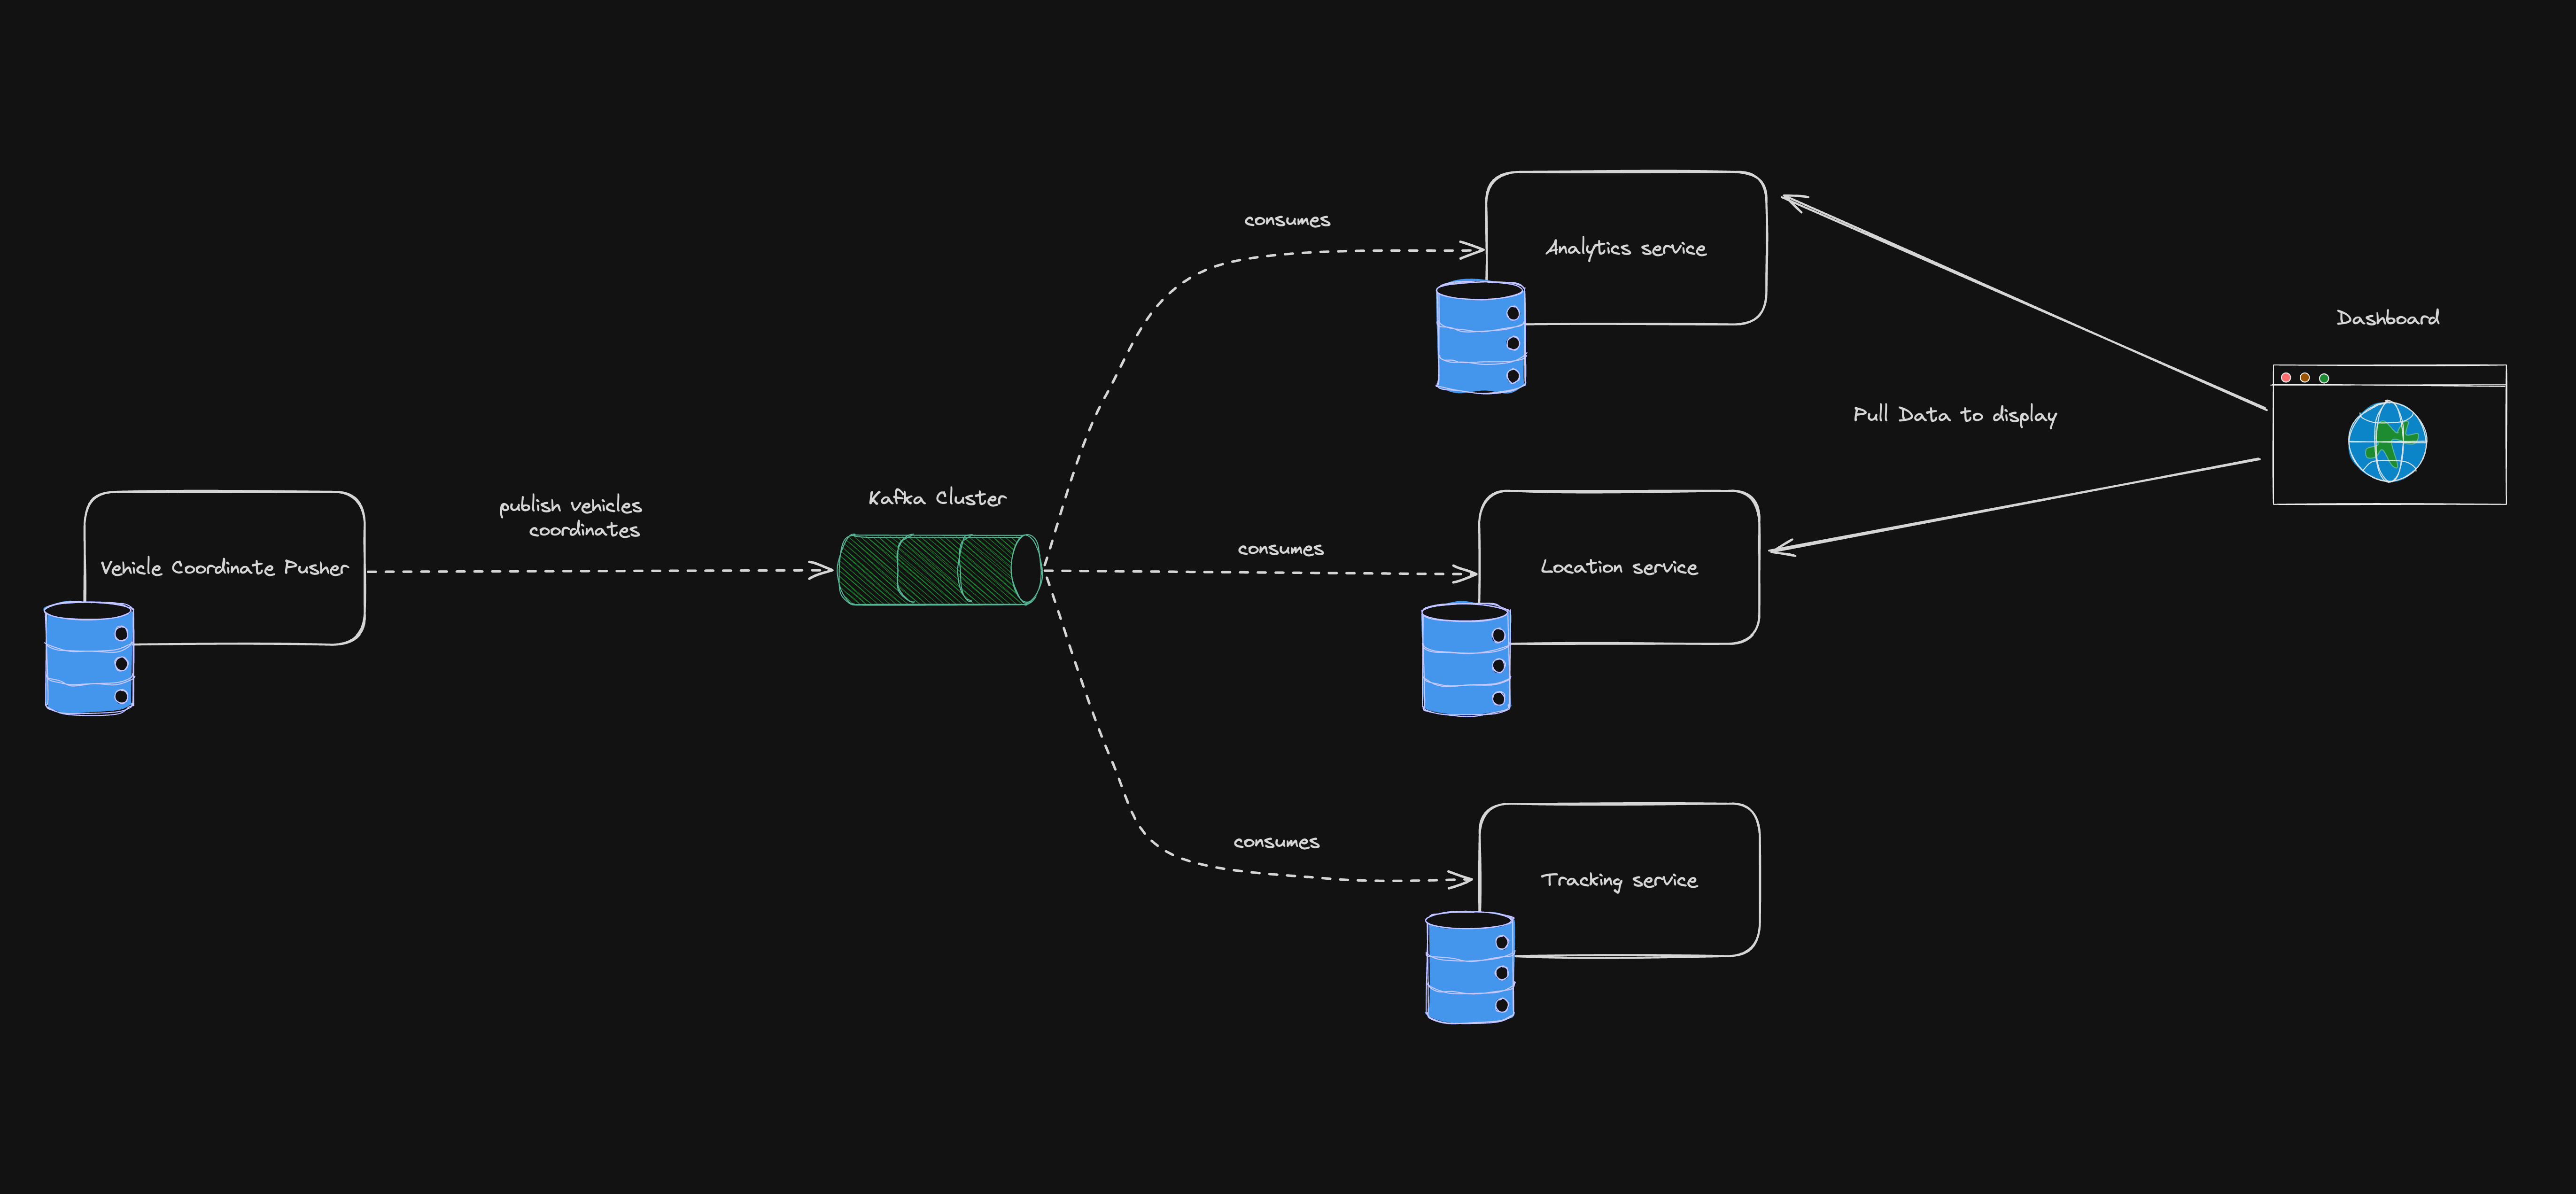 consumes
Analytics service
Dashboard
Pull Data to display
Kafka Cluster
publish vehicles
coordinates
consumes
Vehicle Coordinate Pusher
Location service
consumes
Tracking service